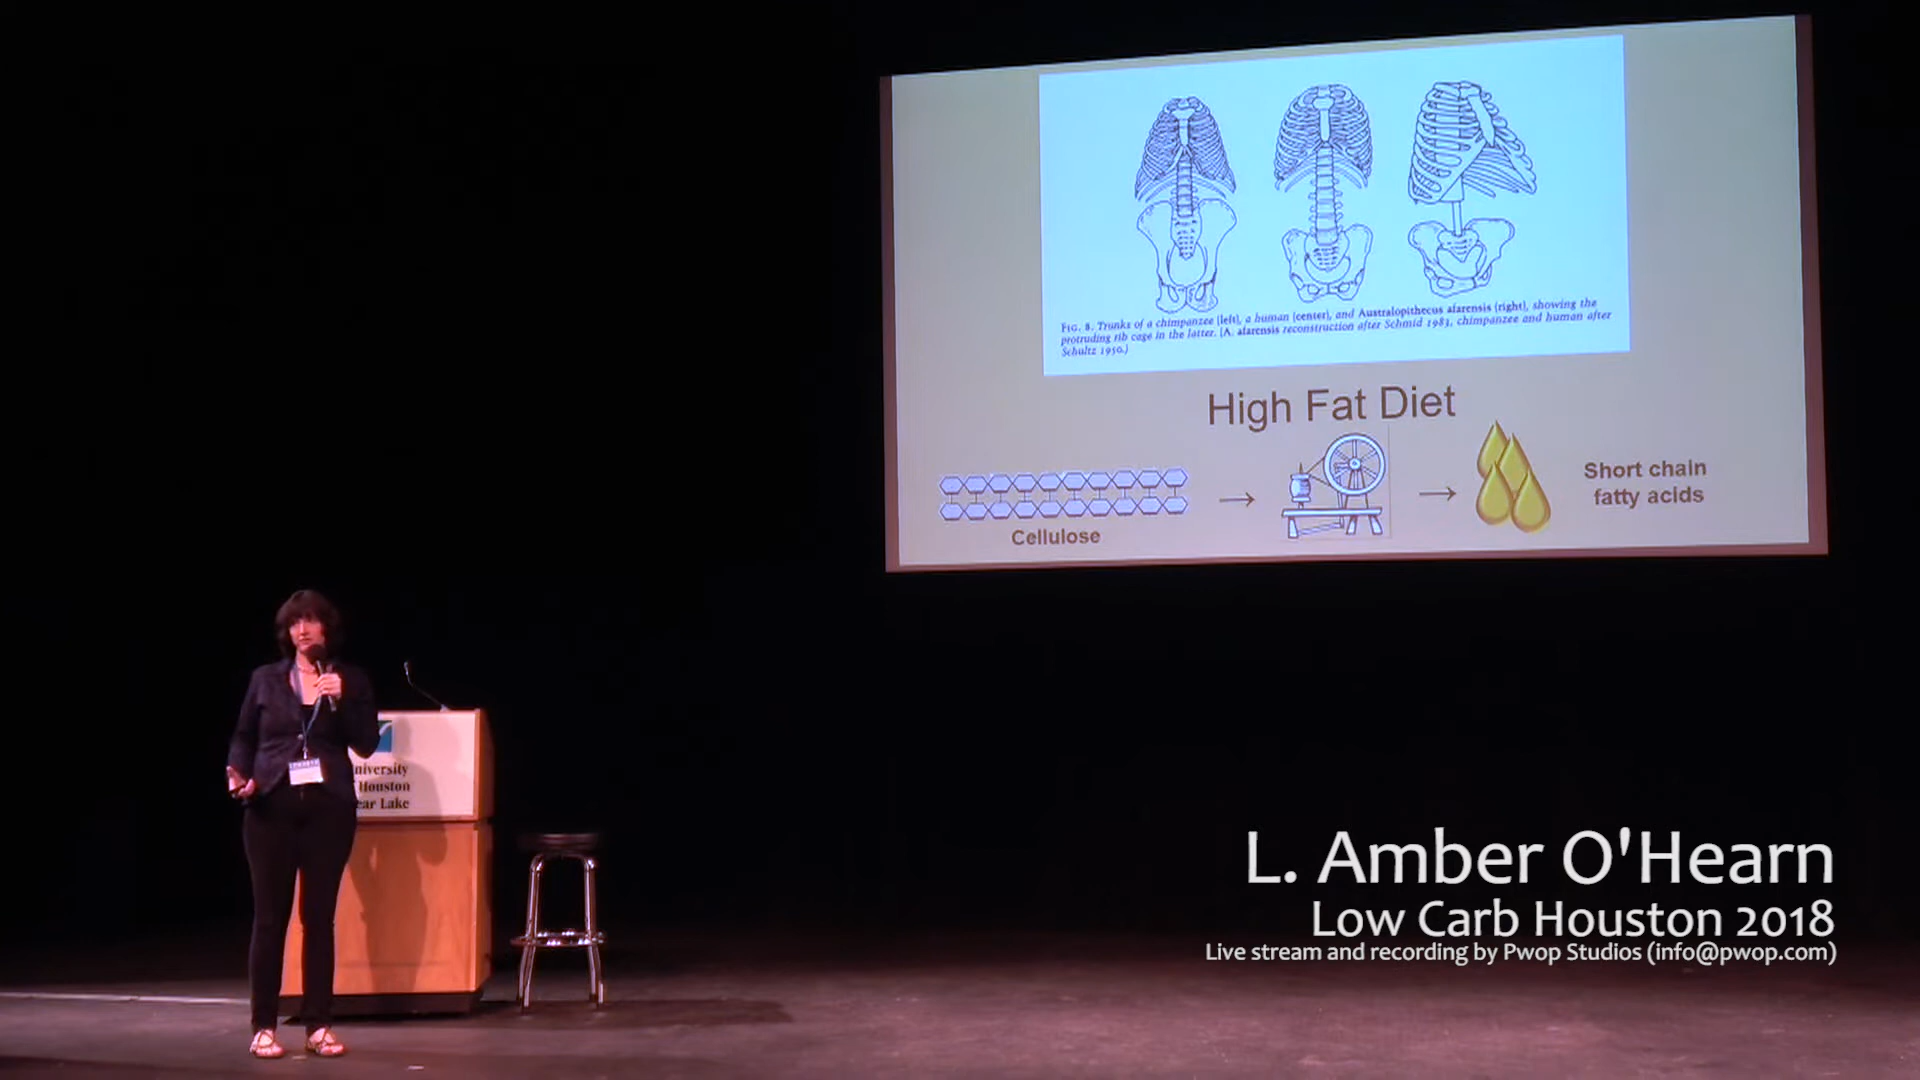 FIG. 8. Trunks of a chimpanzee (left), a human (center), and Australopithecus afarensis (right), showing the
protruding rib cage in the latter. (A. afarensis reconstruction after Schmid 1983, chimpanzee and human after
Schultz 1950.)
High Fat Diet
Cellulose
Short chain
fatty acids
niversity
Houston
ear Lake
L. Amber O'Hearn
Low Carb Houston 2018
Live stream and recording by Pwop Studios (info@pwop.com)